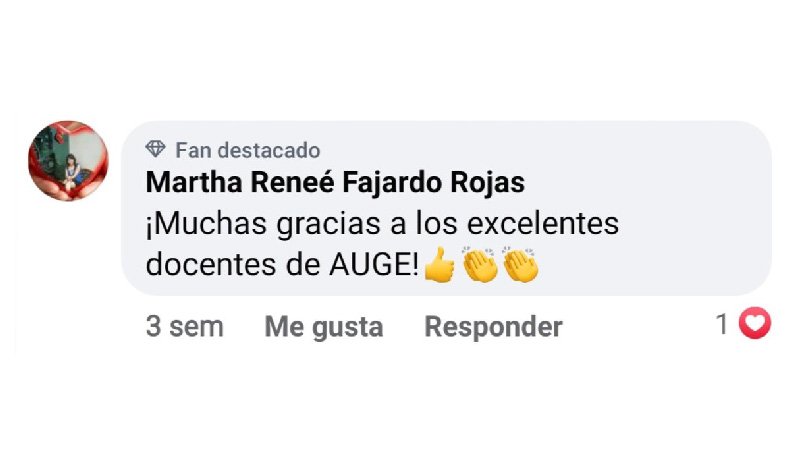 Fan destacado
Martha Reneé Fajardo Rojas
¡Muchas gracias a los excelentes
docentes de AUGE!👍👏👏
3 sem Me gusta Responder 1